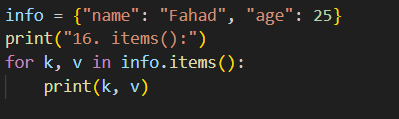 info = {"name": "Fahad", "age": 25}
print("16. items():")
for k, v in info.items():
    print(k, v)